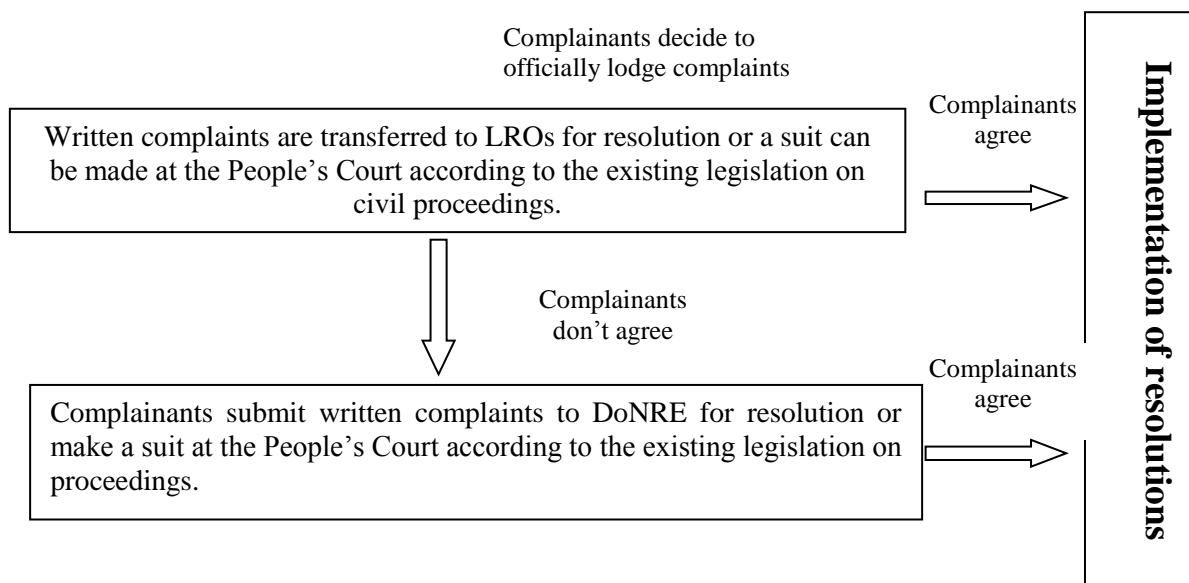 Complainants decide to
officially lodge complaints
Complainants
agree
Written complaints are transferred to LROs for resolution or a suit can
be made at the People’s Court according to the existing legislation on
civil proceedings.
Complainants
don’t agree
Complainants
agree
Complainants submit written complaints to DoNRE for resolution or
make a suit at the People’s Court according to the existing legislation on
proceedings.
Implementation of resolutions